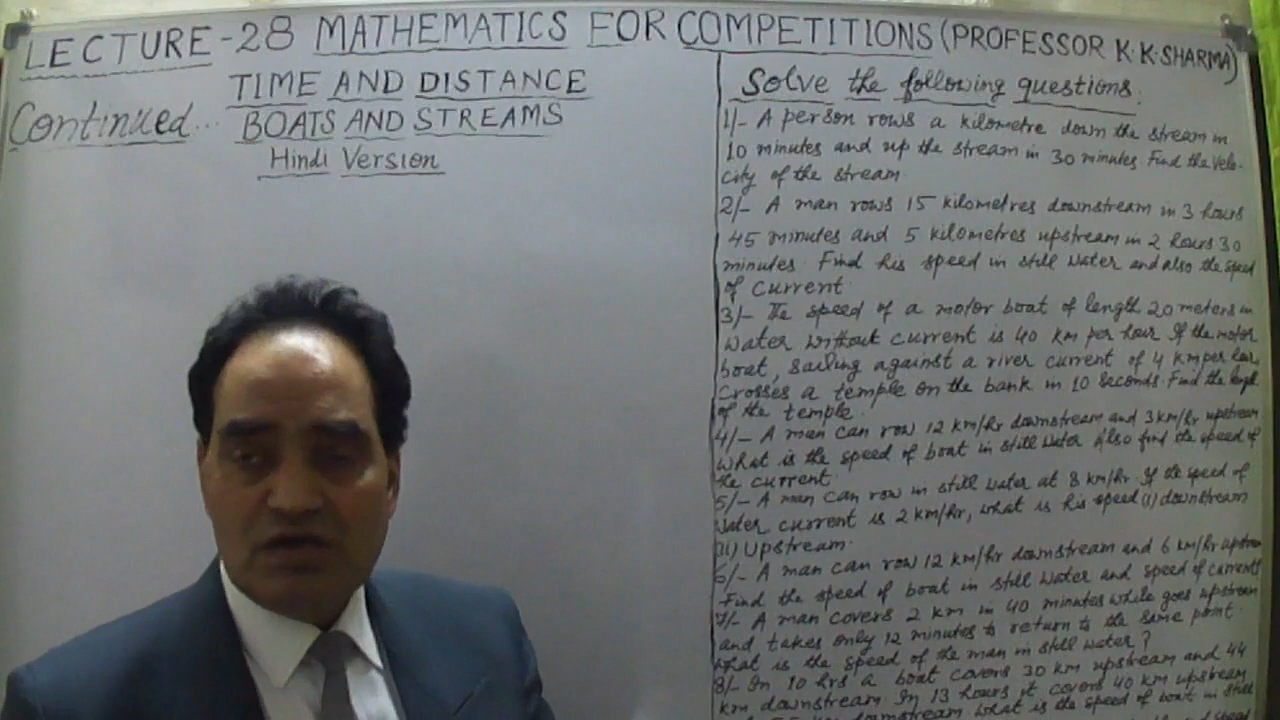 LECTURE-28 MATHEMATICS FOR COMPETITIONS (PROFESSOR K.K.SHARMA)
TIME AND DISTANCE
Continued... BOATS AND STREAMS
Hindi Version
Solve the following questions.
1/- A person rows a kilometre down the stream in
10 minutes and up the stream in 30 minutes Find the velo-
city of the stream
2/- A man rows 15 kilometres downstream in 3 hours
45 minutes and 5 kilometres upstream in 2 hours 30
minutes. Find his speed in still water and also the speed
of current.
3/- The speed of a motor boat of length 20 meters in
water without current is 40 km per hour If the motor
boat, sailing against a river current of 4 km per hour,
crosses a temple on the bank in 10 seconds. Find the length
of the temple.
4/- A man can row 12 km/hr downstream and 3 km/hr upstream
What is the speed of boat in still water Also find the speed of
the current.
5/- A man can row in still water at 8 km/hr. If the speed of
water current is 2 km/hr, what is his speed (i) downstream
(ii) Upstream.
6/- A man can row 12 km/hr downstream and 6 km/hr upstream
Find the speed of boat in still water and speed of current
7/- A man covers 2 km in 40 minutes while goes upstream
and takes only 12 minutes to return to the same point
what is the speed of the man in still water?
8/- In 10 hrs a boat covers 30 km upstream and 44
km downstream In 13 hours it covers 40 km upstream
downstream what is the speed of boat in still